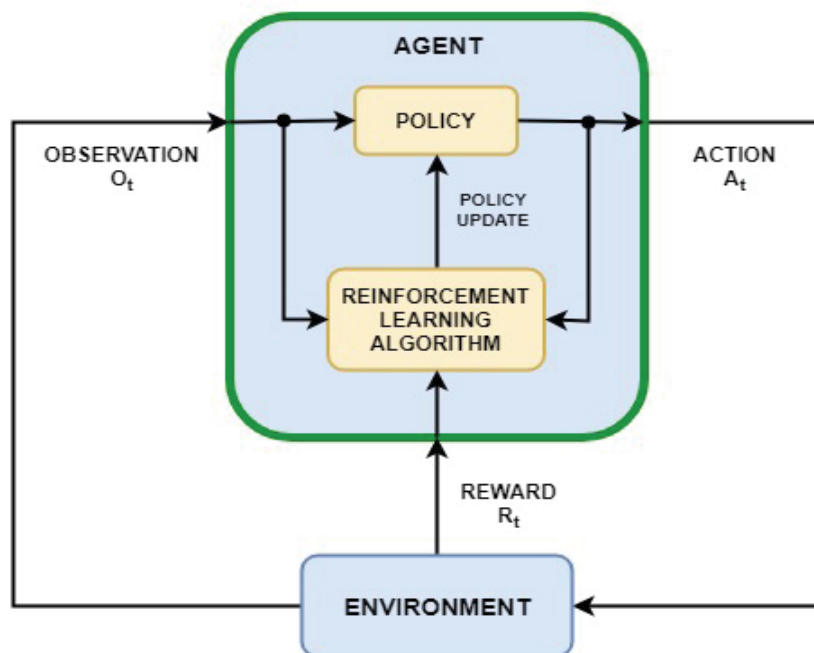 AGENT
POLICY
OBSERVATION
Oₜ
ACTION
Aₜ
POLICY
UPDATE
REINFORCEMENT
LEARNING
ALGORITHM
REWARD
Rₜ
ENVIRONMENT